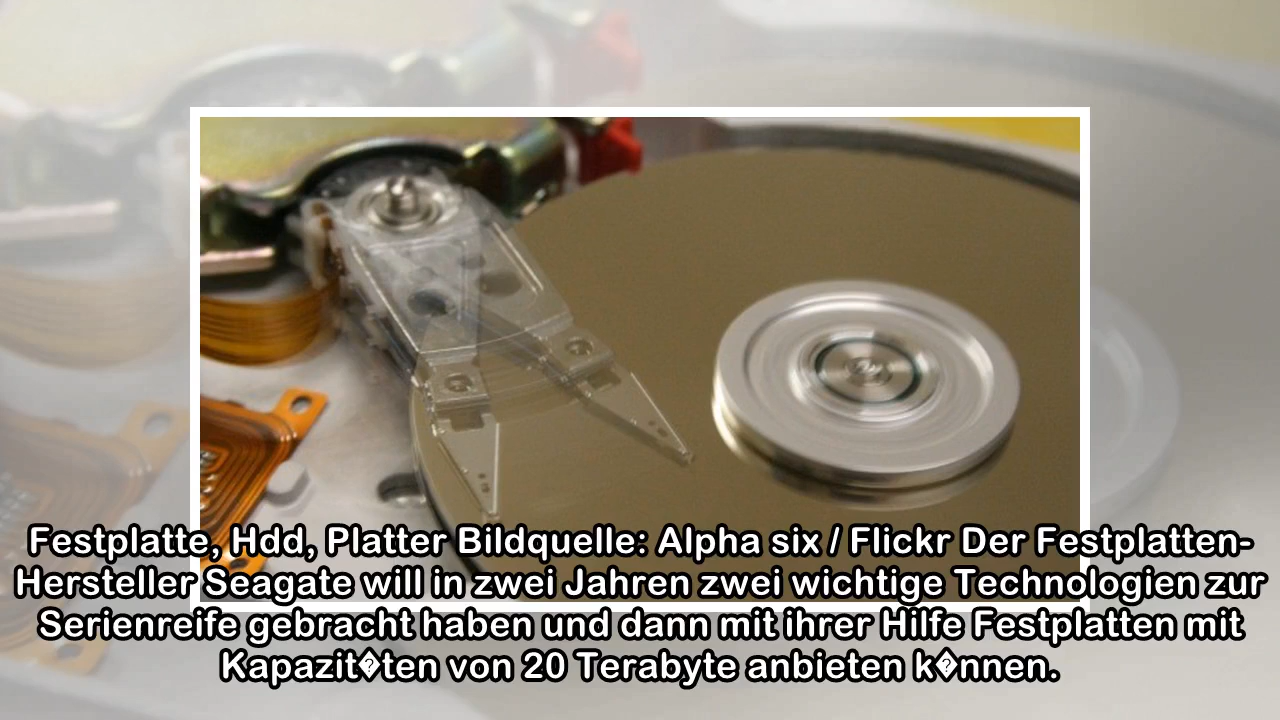 Festplatte, Hdd, Platter Bildquelle: Alpha six / Flickr Der Festplatten-
Hersteller Seagate will in zwei Jahren zwei wichtige Technologien zur
Serienreife gebracht haben und dann mit ihrer Hilfe Festplatten mit
Kapazit�ten von 20 Terabyte anbieten k�nnen.